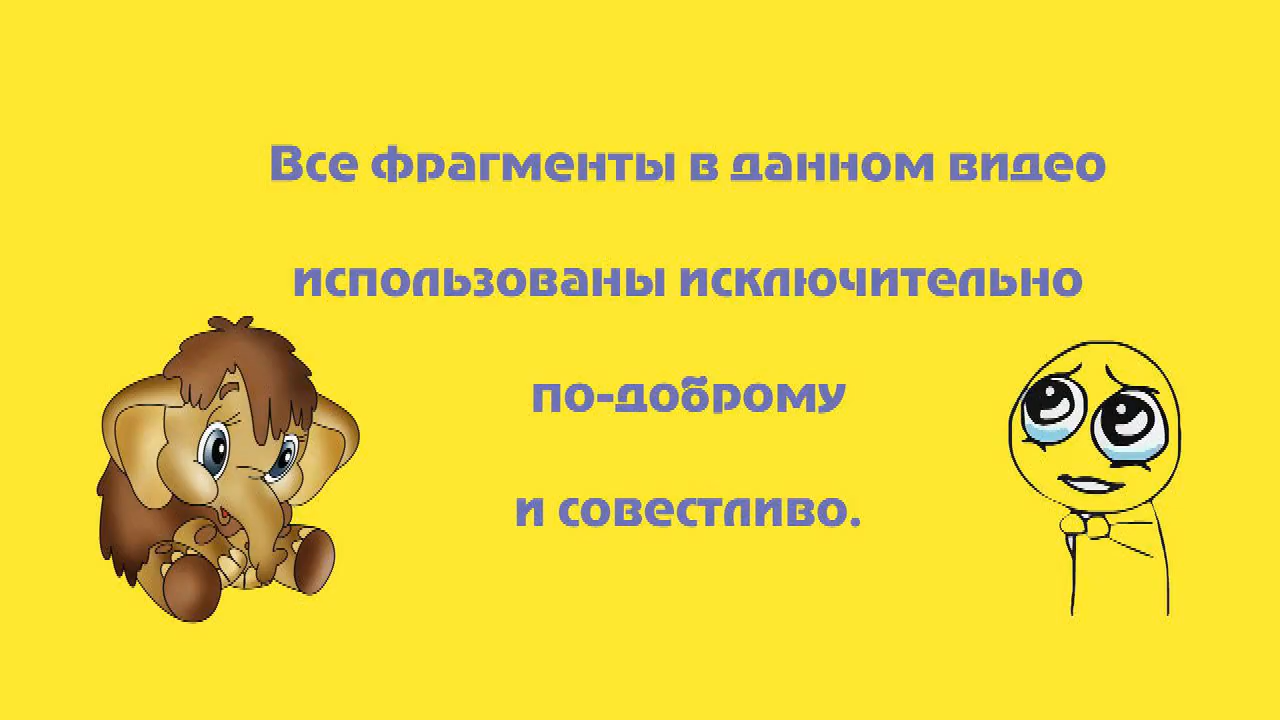 Все фрагменты в данном видео
использованы исключительно
по-доброму
и совестливо.